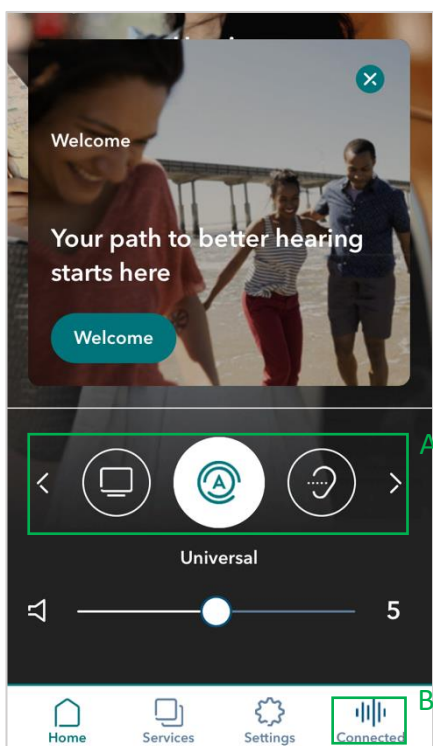 Welcome
Your path to better hearing
starts here
Welcome
A
A
Universal
5
B
Home
Services
Settings
Connected